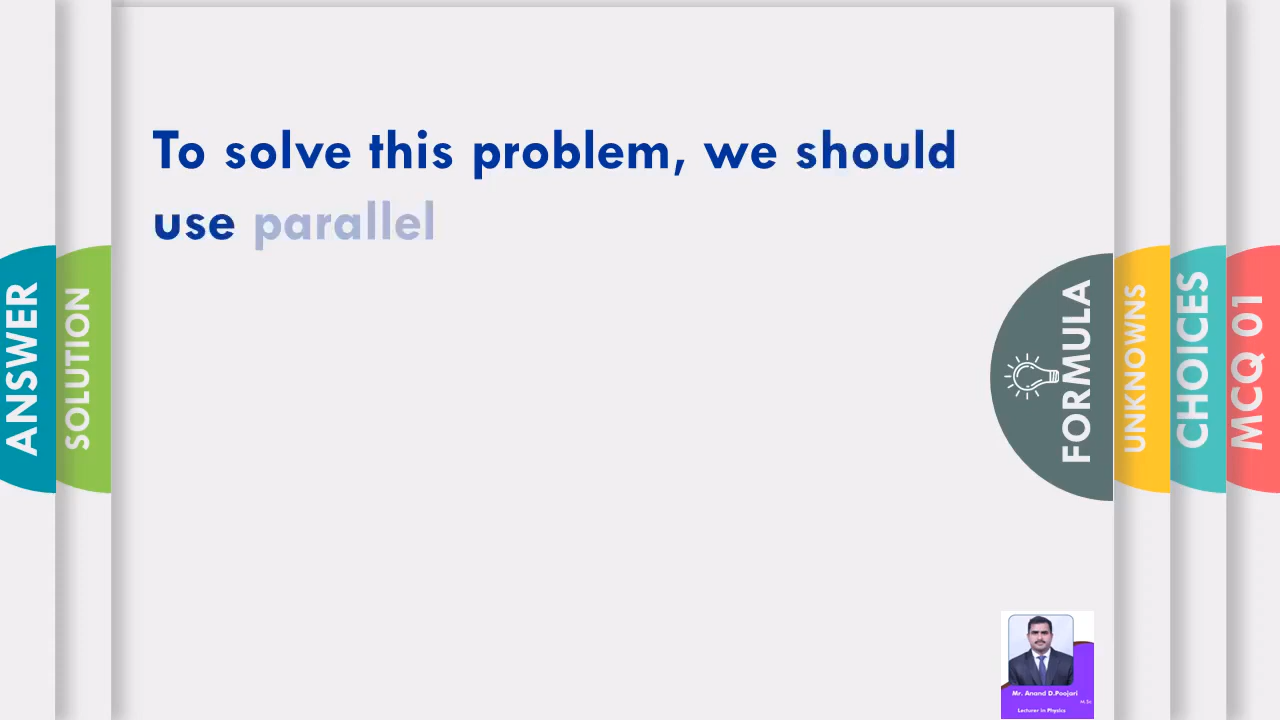 To solve this problem, we should
use parallel
ANSWER
SOLUTION
FORMULA
UNKNOWNS
CHOICES
MCQ 01
Mr. Anand D.Poojari
M.Sc
Lecturer in Physics